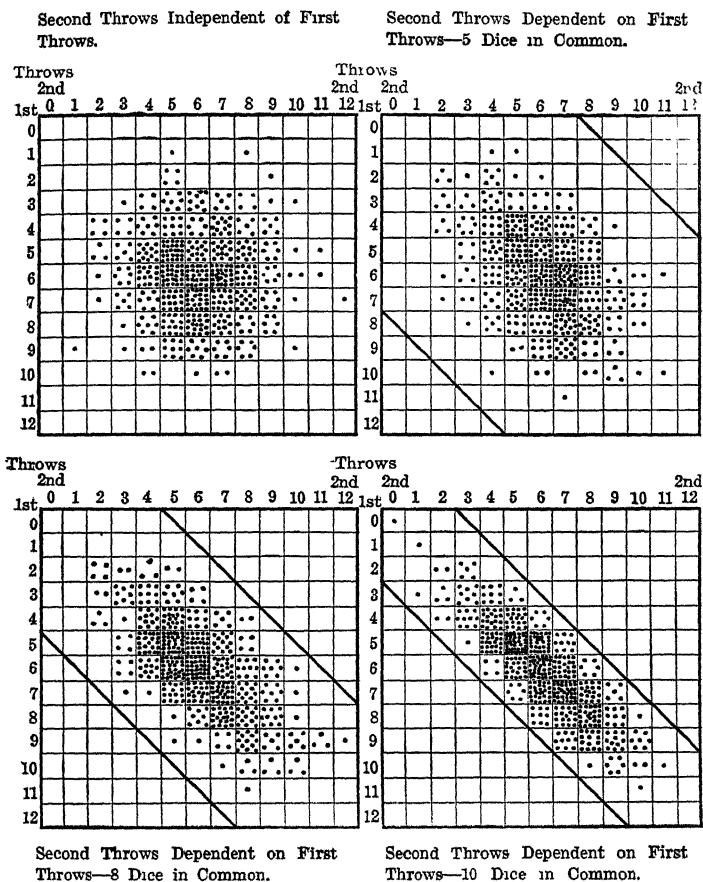 Second Throws Independent of First
Throws.
Second Throws Dependent on First
Throws—5 Dice in Common.
Throws
2nd
1st 0 1 2 3 4 5 6 7 8 9 10 11 12
0
1
2
3
4
5
6
7
8
9
10
11
12
Throws
2nd 2nd
1st 0 1 2 3 4 5 6 7 8 9 10 11
0
1
2
3
4
5
6
7
8
9
10
11
12
Throws
2nd 2nd
1st 0 1 2 3 4 5 6 7 8 9 10 11 12
0
1
2
3
4
5
6
7
8
9
10
11
12
Throws
2nd 2nd
1st 0 1 2 3 4 5 6 7 8 9 10 11 12
0
1
2
3
4
5
6
7
8
9
10
11
12
Second Throws Dependent on First
Throws—8 Dice in Common.
Second Throws Dependent on First
Throws—10 Dice in Common.